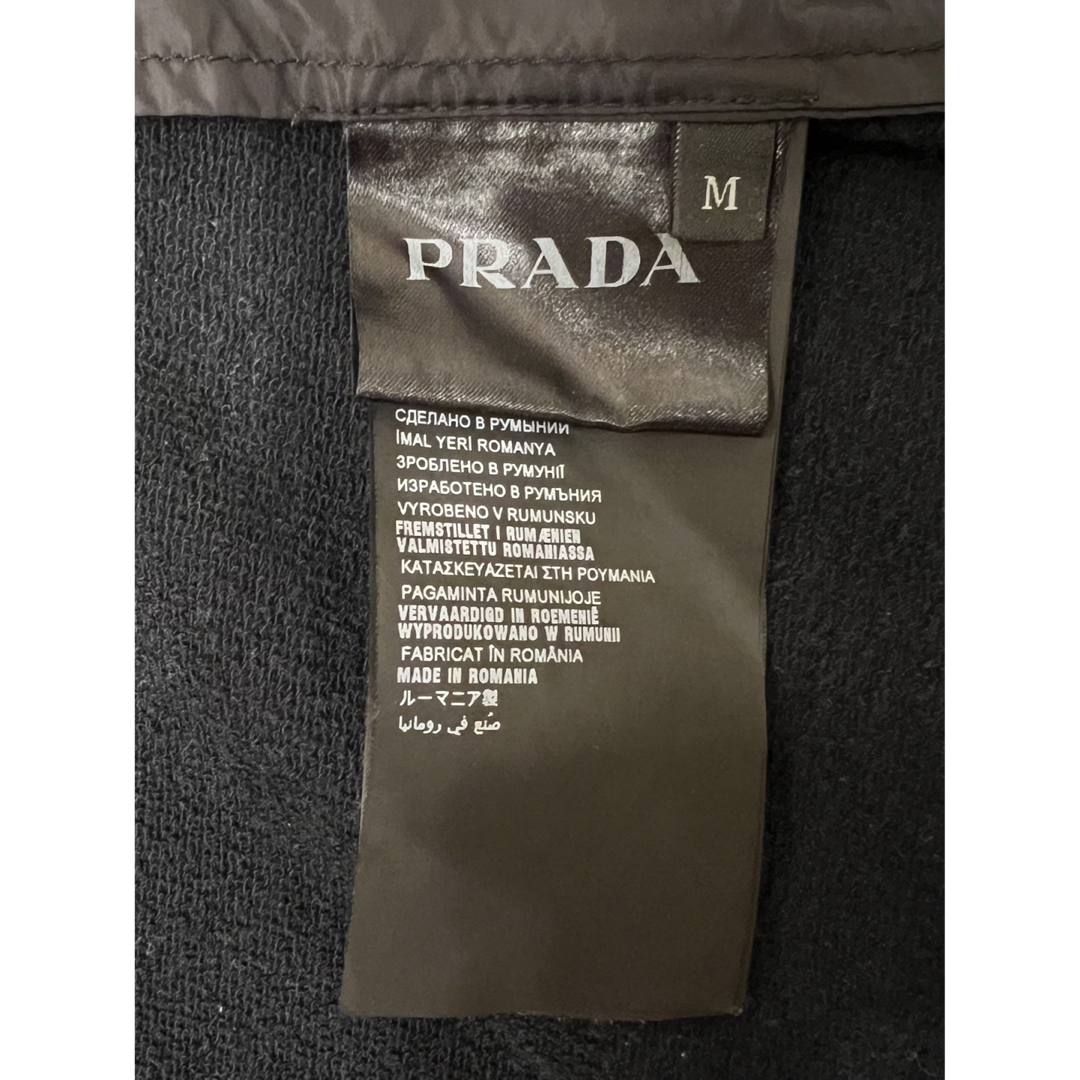 M
PRADA
СДЕЛАНО В РУМЫНИИ
İMAL YERİ ROMANYA
ЗРОБЛЕНО В РУМУНІЇ
ИЗРАБОТЕНО В РУМЪНИЯ
VYROBENO V RUMUNSKU
FREMSTILLET I RUMÆNIEN
VALMISTETTU ROMANIASSA
ΚΑΤΑΣΚΕΥΑΖΕΤΑΙ ΣΤΗ ΡΟΥΜΑΝΙΑ
PAGAMINTA RUMUNIJOJE
VERVAARDIGD IN ROEMENIË
WYPRODUKOWANO W RUMUNII
FABRICAT ÎN ROMÂNIA
MADE IN ROMANIA
ルーマニア製
صُنع في رومانيا